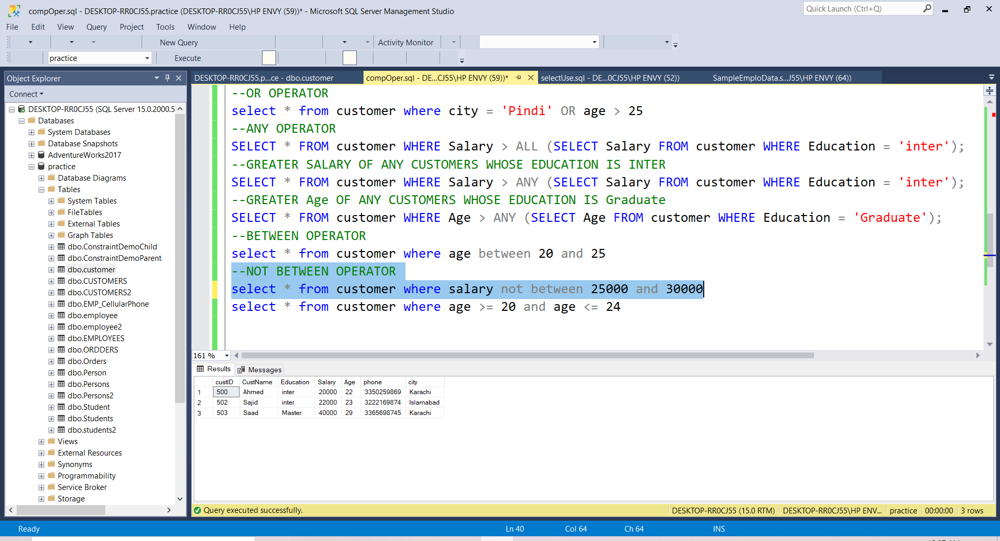 compOper.sql - DESKTOP-RR0CJ55.practice (DESKTOP-RR0CJ55\HP ENVY (59))* - Microsoft SQL Server Management Studio
Quick Launch (Ctrl+Q)
File Edit View Query Project Tools Window Help
New Query Activity Monitor
practice Execute
Object Explorer
Connect
DESKTOP-RR0CJ55 (SQL Server 15.0.2000.5
Databases
System Databases
Database Snapshots
AdventureWorks2017
practice
Database Diagrams
Tables
System Tables
FileTables
External Tables
Graph Tables
dbo.ConstraintDemoChild
dbo.ConstraintDemoParent
dbo.customer
dbo.CUSTOMERS
dbo.CUSTOMERS2
dbo.EMP_CellularPhone
dbo.employee
dbo.employee2
dbo.EMPLOYEES
dbo.ORDDERS
dbo.Orders
dbo.Person
dbo.Persons
dbo.Persons2
dbo.Student
dbo.Students
dbo.students2
Views
External Resources
Synonyms
Programmability
Service Broker
Storage
DESKTOP-RR0CJ55.p...ce - dbo.customer compOper.sql - DE...CJ55\HP ENVY (59))* selectUse.sql - DE...0CJ55\HP ENVY (52)) SampleEmploData.s...J55\HP ENVY (64))
--OR OPERATOR
select * from customer where city = 'Pindi' OR age > 25
--ANY OPERATOR
SELECT * FROM customer WHERE Salary > ALL (SELECT Salary FROM customer WHERE Education = 'inter');
--GREATER SALARY OF ANY CUSTOMERS WHOSE EDUCATION IS INTER
SELECT * FROM customer WHERE Salary > ANY (SELECT Salary FROM customer WHERE Education = 'inter');
--GREATER Age OF ANY CUSTOMERS WHOSE EDUCATION IS Graduate
SELECT * FROM customer WHERE Age > ANY (SELECT Age FROM customer WHERE Education = 'Graduate');
--BETWEEN OPERATOR
select * from customer where age between 20 and 25
--NOT BETWEEN OPERATOR
select * from customer where salary not between 25000 and 30000
select * from customer where age >= 20 and age <= 24
161 %
Results Messages
custID CustName Education Salary Age phone city
1 500 Ahmed inter 20000 22 3350259869 Karachi
2 502 Sajid inter 22000 23 3222169874 Islamabad
3 503 Saad Master 40000 29 3365698745 Karachi
Query executed successfully. DESKTOP-RR0CJ55 (15.0 RTM) DESKTOP-RR0CJ55\HP ENV... practice 00:00:00 3 rows
Ready Ln 40 Col 64 Ch 64 INS